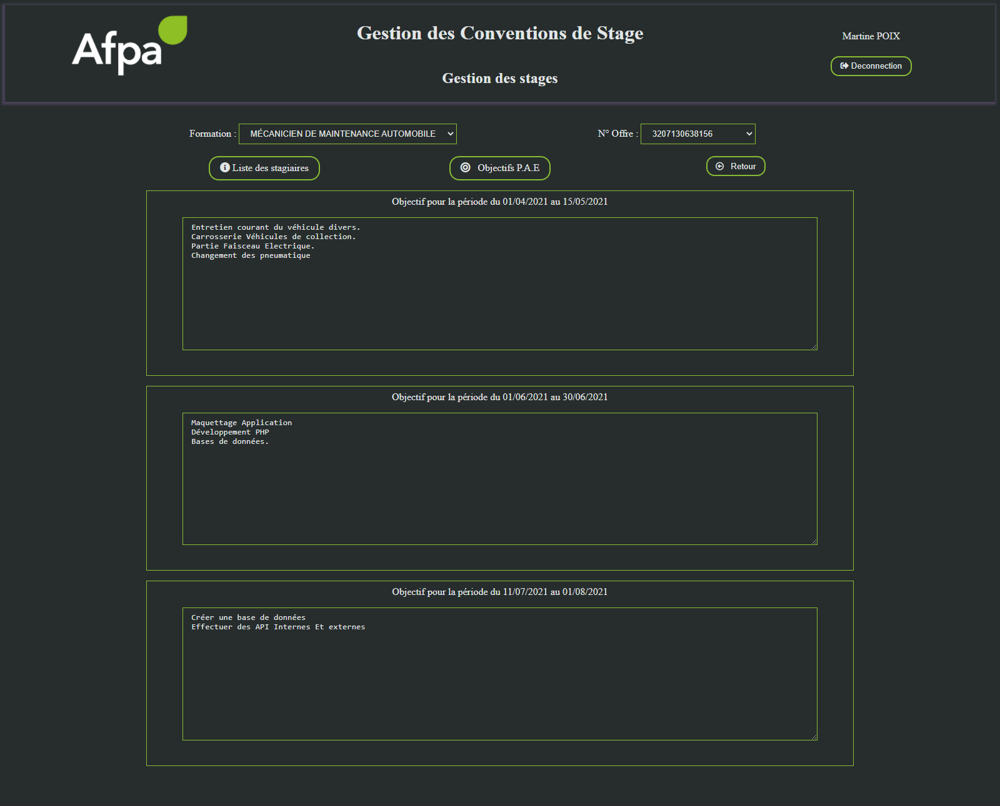 Afpa
Gestion des Conventions de Stage
Martine POIX
Deconnection
Gestion des stages
Formation : MÉCANICIEN DE MAINTENANCE AUTOMOBILE N° Offre : 3207130638156
Liste des stagiaires Objectifs P.A.E Retour
Objectif pour la période du 01/04/2021 au 15/05/2021
Entretien courant du véhicule divers.
Carrosserie Véhicules de collection.
Partie Faisceau Electrique.
Changement des pneumatique
Objectif pour la période du 01/06/2021 au 30/06/2021
Maquettage Application
Développement PHP
Bases de données.
Objectif pour la période du 11/07/2021 au 01/08/2021
Créer une base de données
Effectuer des API Internes Et externes